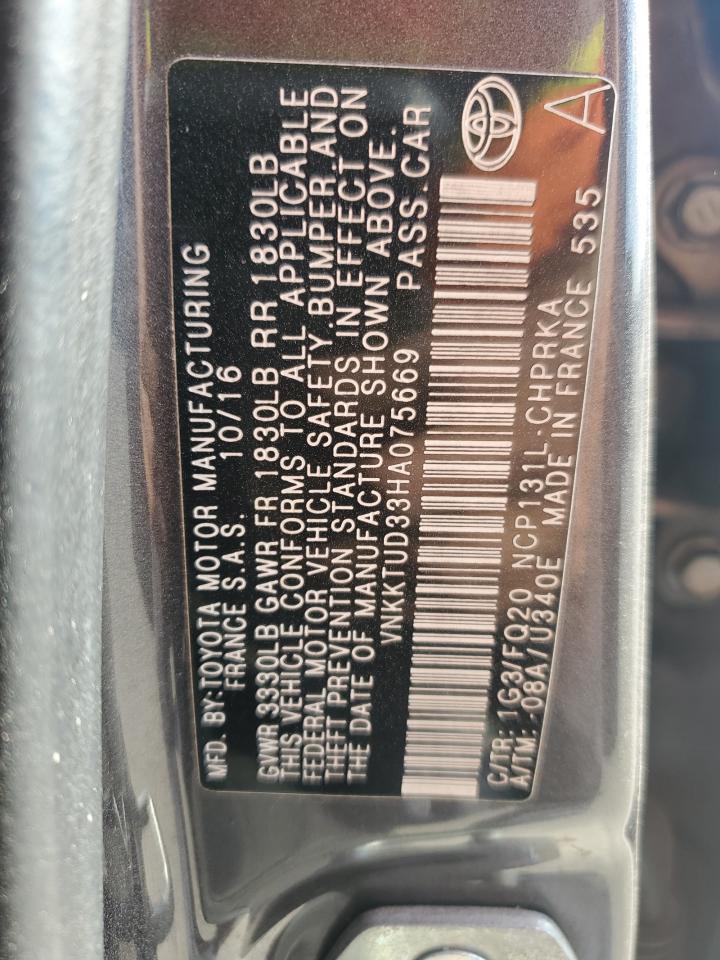 MFD. BY: TOYOTA MOTOR MANUFACTURING
FRANCE S.A.S. 10/16
GVWR 3330LB GAWR FR 1830LB RR 1830LB
THIS VEHICLE CONFORMS TO ALL APPLICABLE
FEDERAL MOTOR VEHICLE SAFETY, BUMPER, AND
THEFT PREVENTION STANDARDS IN EFFECT ON
THE DATE OF MANUFACTURE SHOWN ABOVE.
VNKKTUD33HA075669 PASS.CAR
C/TR: 1G3/FQ20 NCP131L-CHPRKA
A/TM: -08A/U340E MADE IN FRANCE 535
A